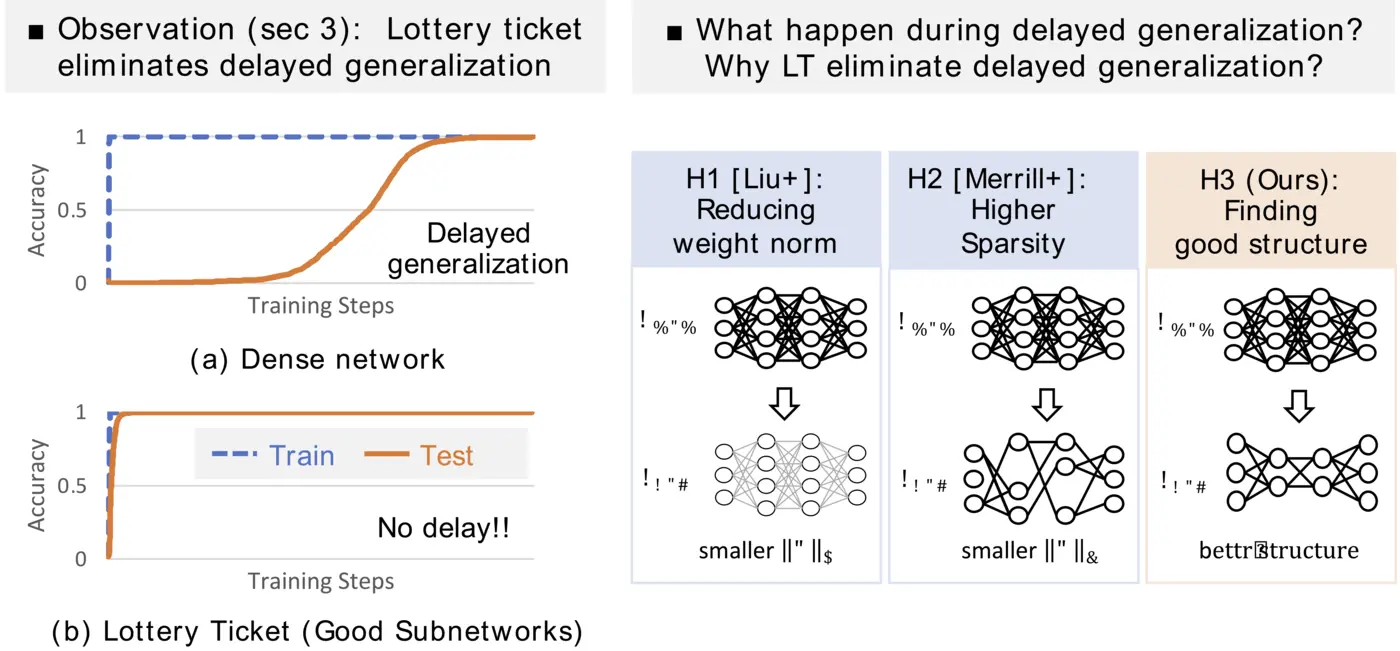 ■ Observation (sec 3): Lottery ticket
eliminates delayed generalization
1
0.5
0
Accuracy
Training Steps
Delayed
generalization
(a) Dense network
1
0.5
0
Accuracy
Train
Test
No delay!!
Training Steps
(b) Lottery Ticket (Good Subnetworks)
■ What happen during delayed generalization?
Why LT eliminate delayed generalization?
H1 [Liu+]:
Reducing
weight norm
! %"%
! !"#
smaller ‖" ‖$
H2 [Merrill+]:
Higher
Sparsity
! %"%
! !"#
smaller ‖" ‖&
H3 (Ours):
Finding
good structure
! %"%
! !"#
bettr⍰structure